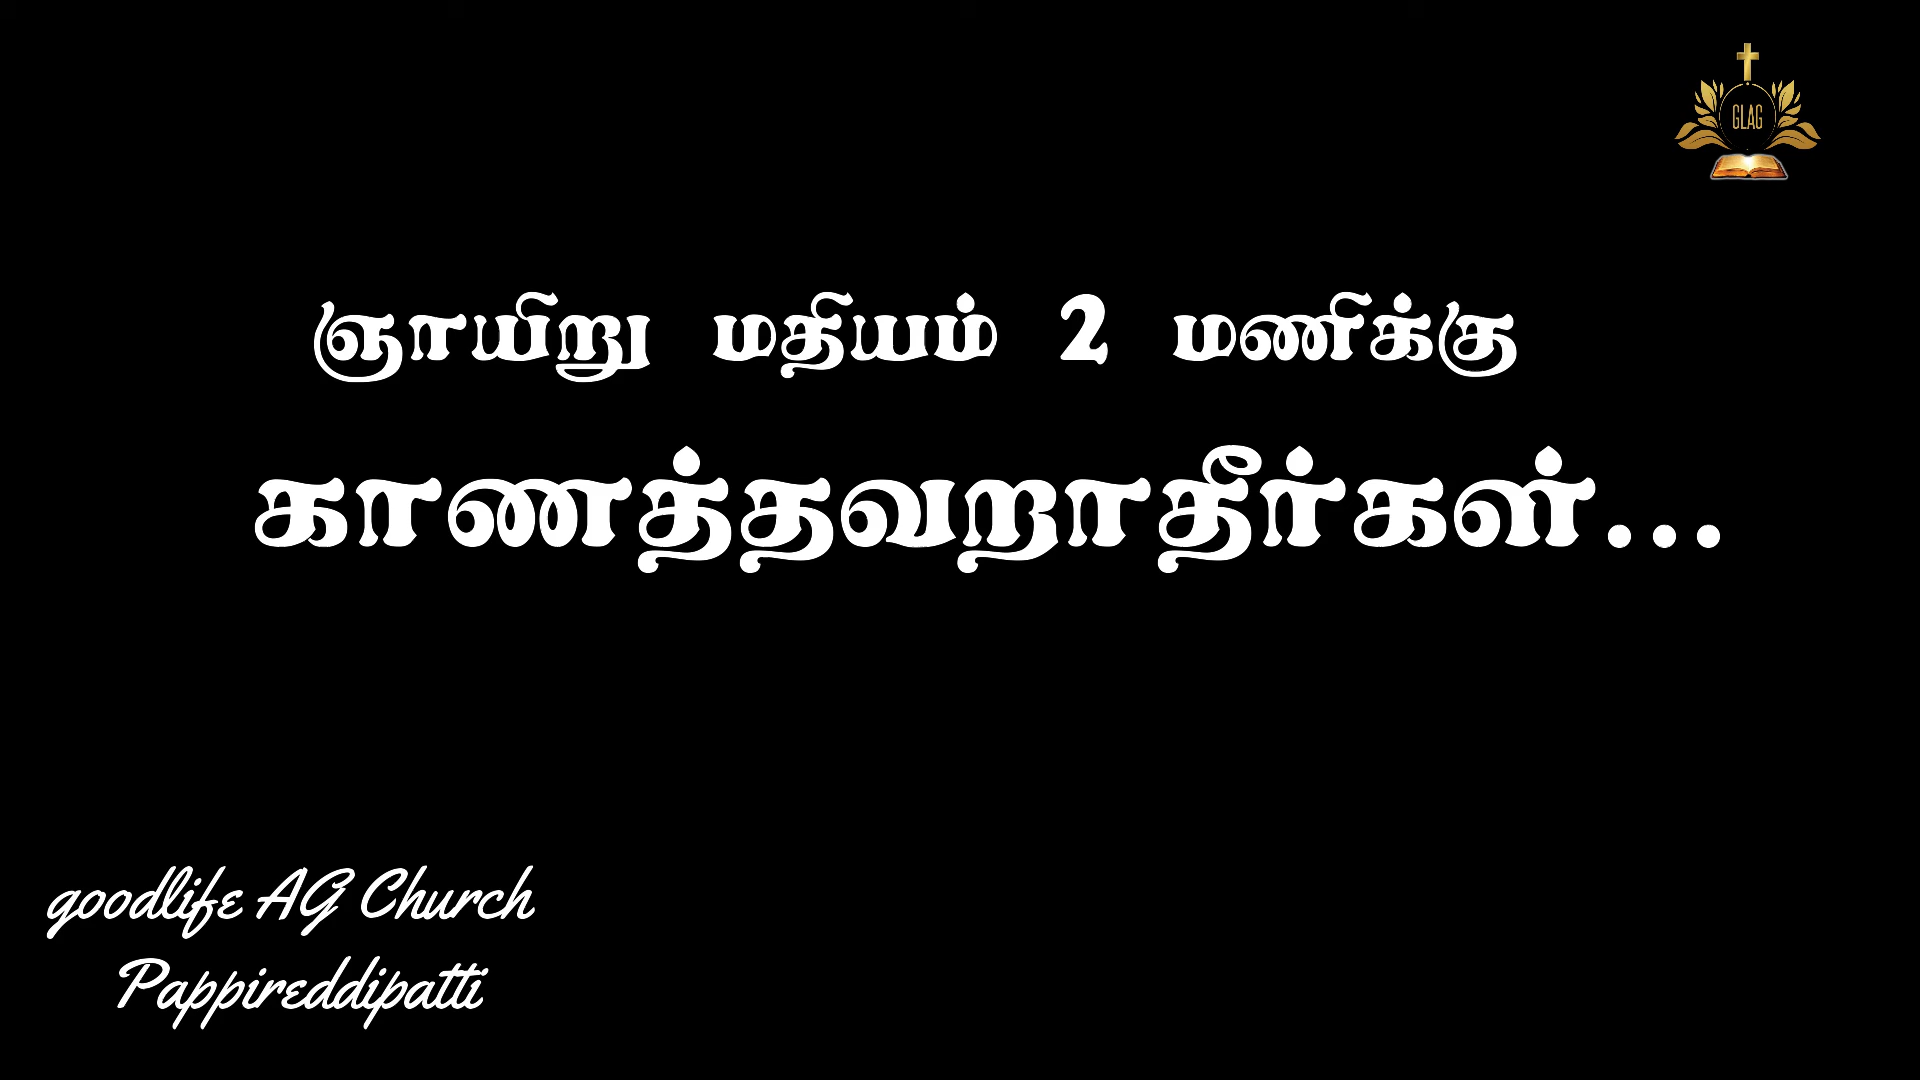 GLAG
ஞாயிறு மதியம் 2 மணிக்கு
காணத்தவறாதீர்கள்...
goodlife AG Church
Pappireddipatti